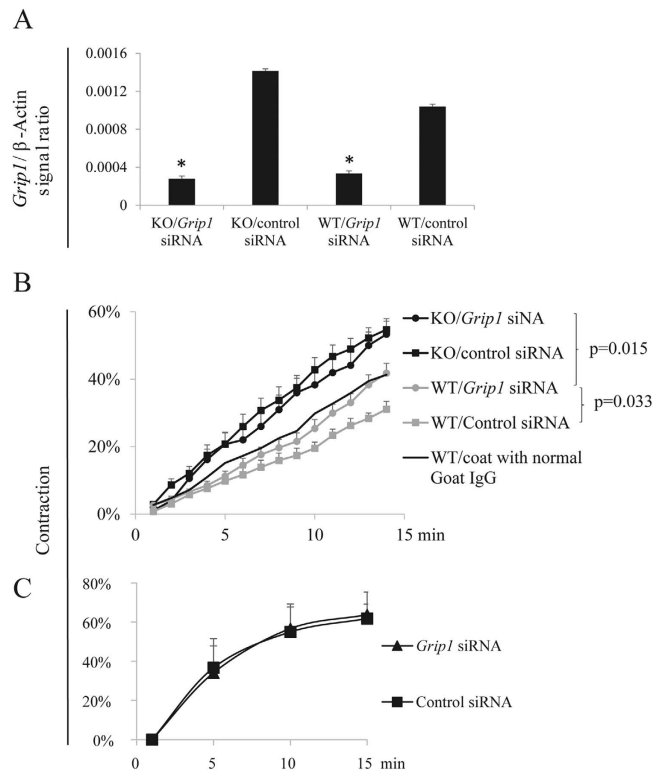 A
Grip1/ β-Actin
signal ratio
0.0016
0.0012
0.0008
0.0004
0
*
*
KO/Grip1
siRNA
KO/control
siRNA
WT/Grip1
siRNA
WT/control
siRNA
B
Contraction
60%
40%
20%
0%
0
5
10
15 min
KO/Grip1 siNA
KO/control siRNA
WT/Grip1 siRNA
WT/Control siRNA
WT/coat with normal
Goat IgG
p=0.015
p=0.033
C
80%
60%
40%
20%
0%
0
5
10
15 min
Grip1 siRNA
Control siRNA